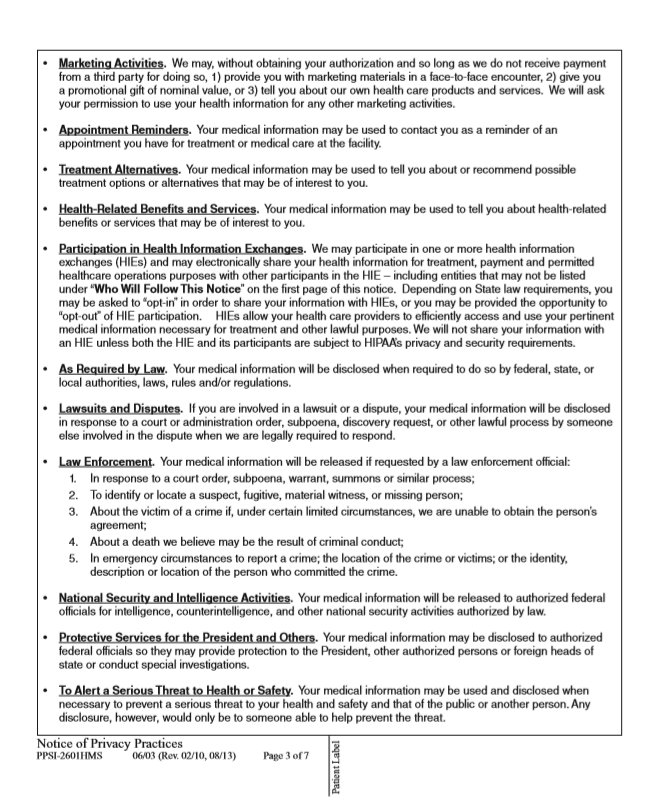 • Marketing Activities. We may, without obtaining your authorization and so long as we do not receive payment
from a third party for doing so, 1) provide you with marketing materials in a face-to-face encounter, 2) give you
a promotional gift of nominal value, or 3) tell you about our own health care products and services. We will ask
your permission to use your health information for any other marketing activities.
• Appointment Reminders. Your medical information may be used to contact you as a reminder of an
appointment you have for treatment or medical care at the facility.
• Treatment Alternatives. Your medical information may be used to tell you about or recommend possible
treatment options or alternatives that may be of interest to you.
• Health-Related Benefits and Services. Your medical information may be used to tell you about health-related
benefits or services that may be of interest to you.
• Participation in Health Information Exchanges. We may participate in one or more health information
exchanges (HIEs) and may electronically share your health information for treatment, payment and permitted
healthcare operations purposes with other participants in the HIE – including entities that may not be listed
under “Who Will Follow This Notice” on the first page of this notice. Depending on State law requirements, you
may be asked to “opt-in” in order to share your information with HIEs, or you may be provided the opportunity to
“opt-out” of HIE participation. HIEs allow your health care providers to efficiently access and use your pertinent
medical information necessary for treatment and other lawful purposes. We will not share your information with
an HIE unless both the HIE and its participants are subject to HIPAA’s privacy and security requirements.
• As Required by Law. Your medical information will be disclosed when required to do so by federal, state, or
local authorities, laws, rules and/or regulations.
• Lawsuits and Disputes. If you are involved in a lawsuit or a dispute, your medical information will be disclosed
in response to a court or administration order, subpoena, discovery request, or other lawful process by someone
else involved in the dispute when we are legally required to respond.
• Law Enforcement. Your medical information will be released if requested by a law enforcement official:
1. In response to a court order, subpoena, warrant, summons or similar process;
2. To identify or locate a suspect, fugitive, material witness, or missing person;
3. About the victim of a crime if, under certain limited circumstances, we are unable to obtain the person’s
agreement;
4. About a death we believe may be the result of criminal conduct;
5. In emergency circumstances to report a crime; the location of the crime or victims; or the identity,
description or location of the person who committed the crime.
• National Security and Intelligence Activities. Your medical information will be released to authorized federal
officials for intelligence, counterintelligence, and other national security activities authorized by law.
• Protective Services for the President and Others. Your medical information may be disclosed to authorized
federal officials so they may provide protection to the President, other authorized persons or foreign heads of
state or conduct special investigations.
• To Alert a Serious Threat to Health or Safety. Your medical information may be used and disclosed when
necessary to prevent a serious threat to your health and safety and that of the public or another person. Any
disclosure, however, would only be to someone able to help prevent the threat.
Notice of Privacy Practices
PPSI-2601HMS 06/03 (Rev. 02/10, 08/13) Page 3 of 7
Patient Label